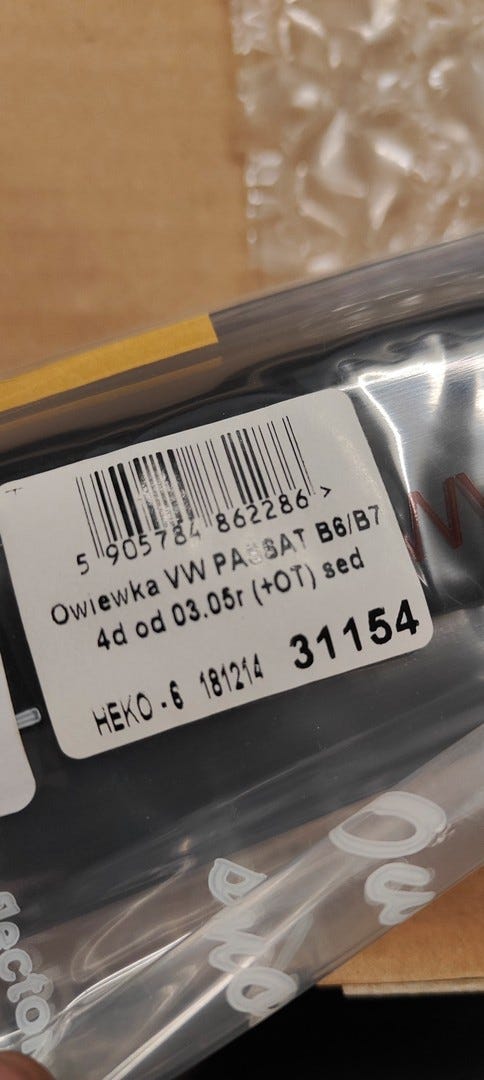 5 905784 862286 >
Owiewka VW PASSAT B6/B7
4d od 03.05r (+OT) sed
HEKO - 6 181214 31154